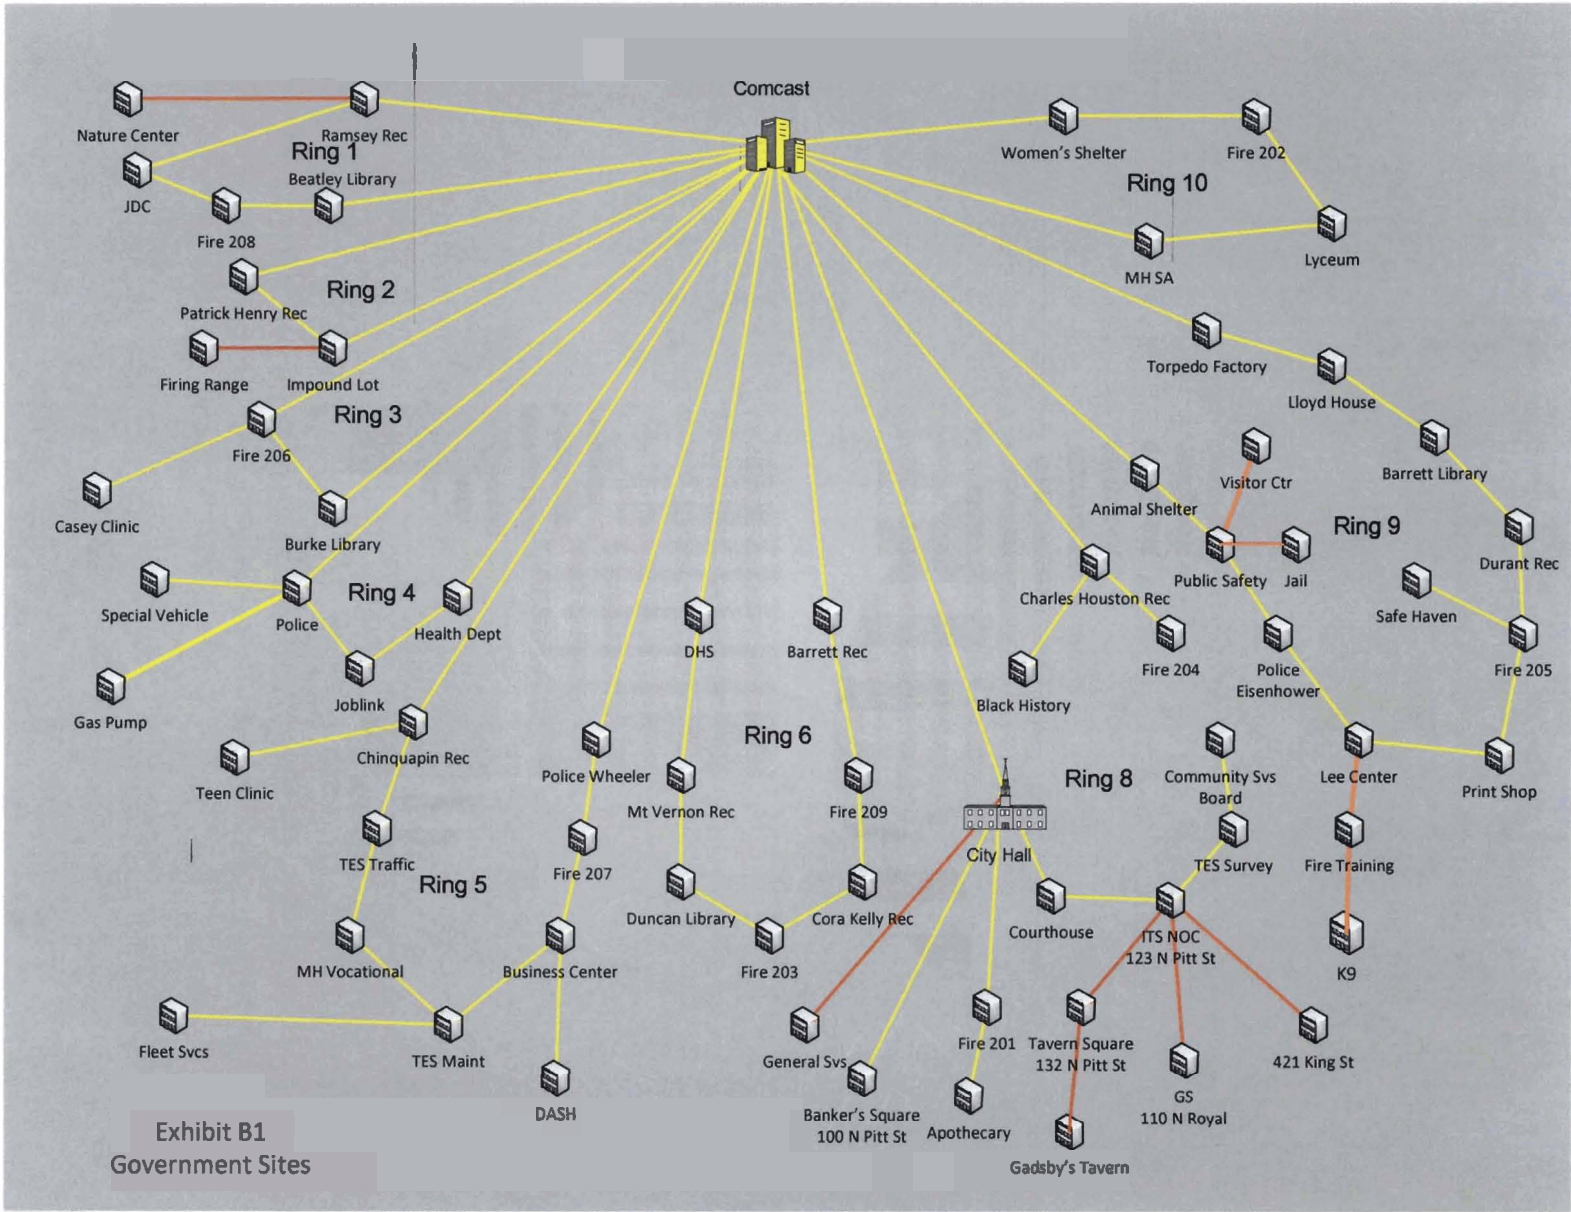 Comcast
Nature Center
Ramsey Rec
Ring 1
Beatley Library
JDC
Fire 208
Women's Shelter
Fire 202
Ring 10
MH SA
Lyceum
Ring 2
Patrick Henry Rec
Firing Range
Impound Lot
Ring 3
Fire 206
Casey Clinic
Burke Library
Torpedo Factory
Lloyd House
Barrett Library
Visitor Ctr
Animal Shelter
Ring 9
Durant Rec
Public Safety
Jail
Safe Haven
Charles Houston Rec
Special Vehicle
Ring 4
Police
Health Dept
Joblink
Gas Pump
DHS
Barrett Rec
Fire 204
Police
Eisenhower
Fire 205
Black History
Chinquapin Rec
Teen Clinic
Police Wheeler
Ring 6
Mt Vernon Rec
Fire 209
Ring 8
Community Svs
Board
Lee Center
Print Shop
TES Traffic
Ring 5
Fire 207
City Hall
TES Survey
Fire Training
Duncan Library
Cora Kelly Rec
Courthouse
ITS NOC
123 N Pitt St
MH Vocational
Business Center
Fire 203
K9
Fleet Svcs
TES Maint
General Svs
Fire 201
Tavern Square
132 N Pitt St
421 King St
DASH
Banker's Square
100 N Pitt St
Apothecary
GS
110 N Royal
Gadsby's Tavern
Exhibit B1
Government Sites